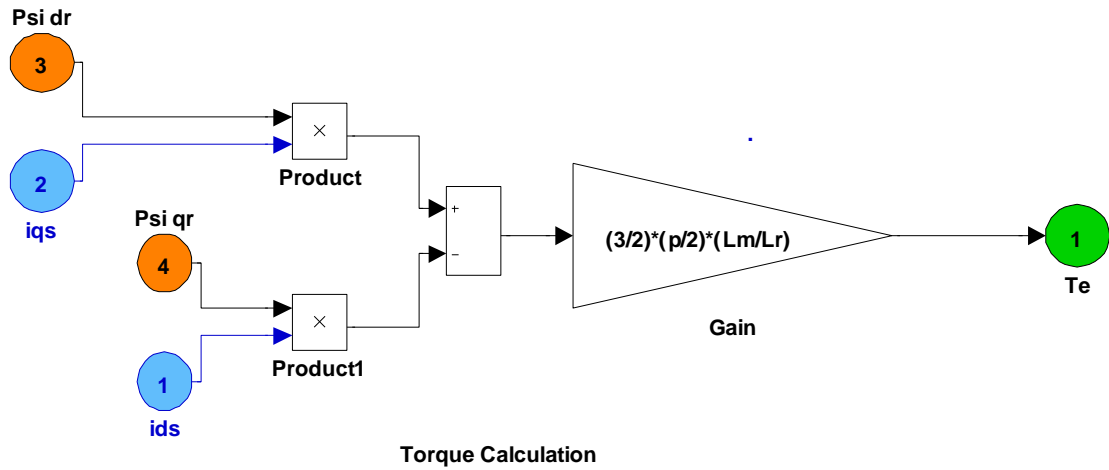 Psi dr
3
×
Product
2
iqs
Psi qr
4
×
Product1
1
ids
+
−
(3/2)*(p/2)*(Lm/Lr)
Gain
1
Te
Torque Calculation